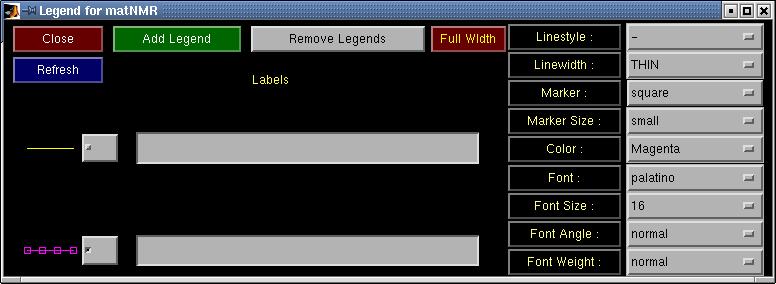 Legend for matNMR
Close Add Legend Remove Legends Full Width
Refresh
Labels
Linestyle : -
Linewidth : THIN
Marker : square
Marker Size : small
Color : Magenta
Font : palatino
Font Size : 16
Font Angle : normal
Font Weight : normal